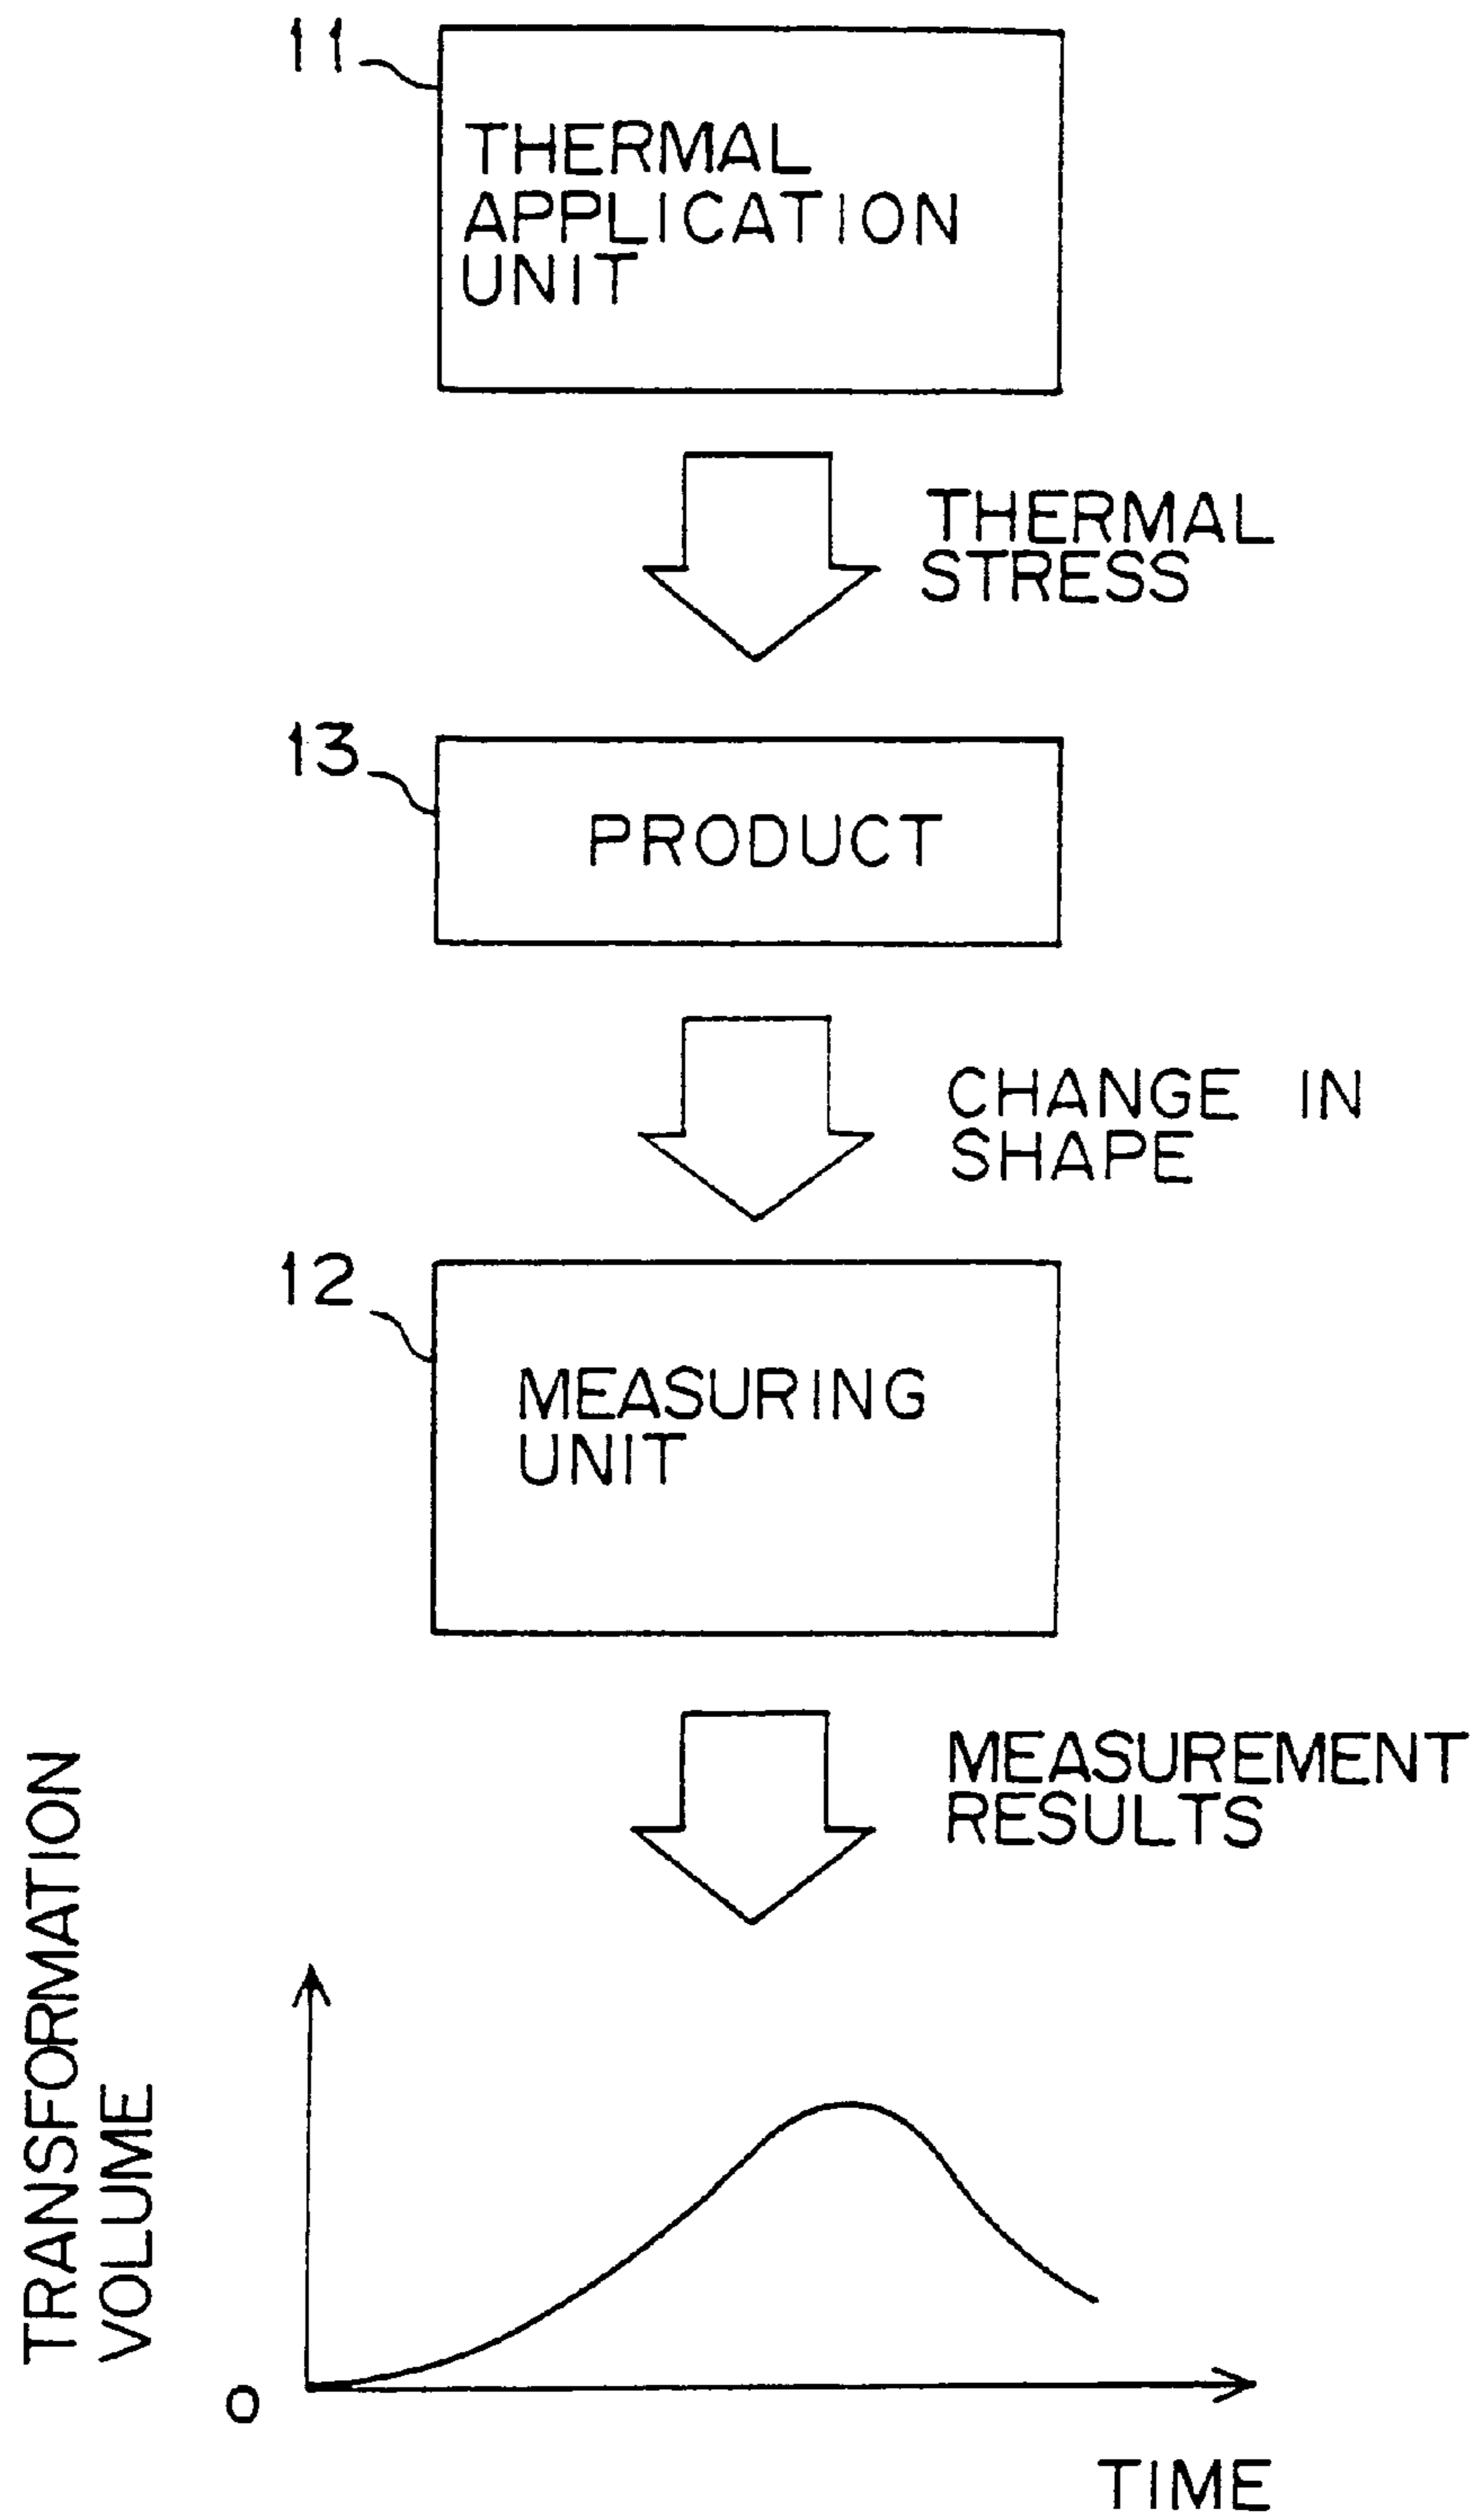 11
THERMAL
APPLICATION
UNIT
THERMAL
STRESS
13
PRODUCT
CHANGE IN
SHAPE
12
MEASURING
UNIT
MEASUREMENT
RESULTS
TRANSFORMATION
VOLUME
0
TIME